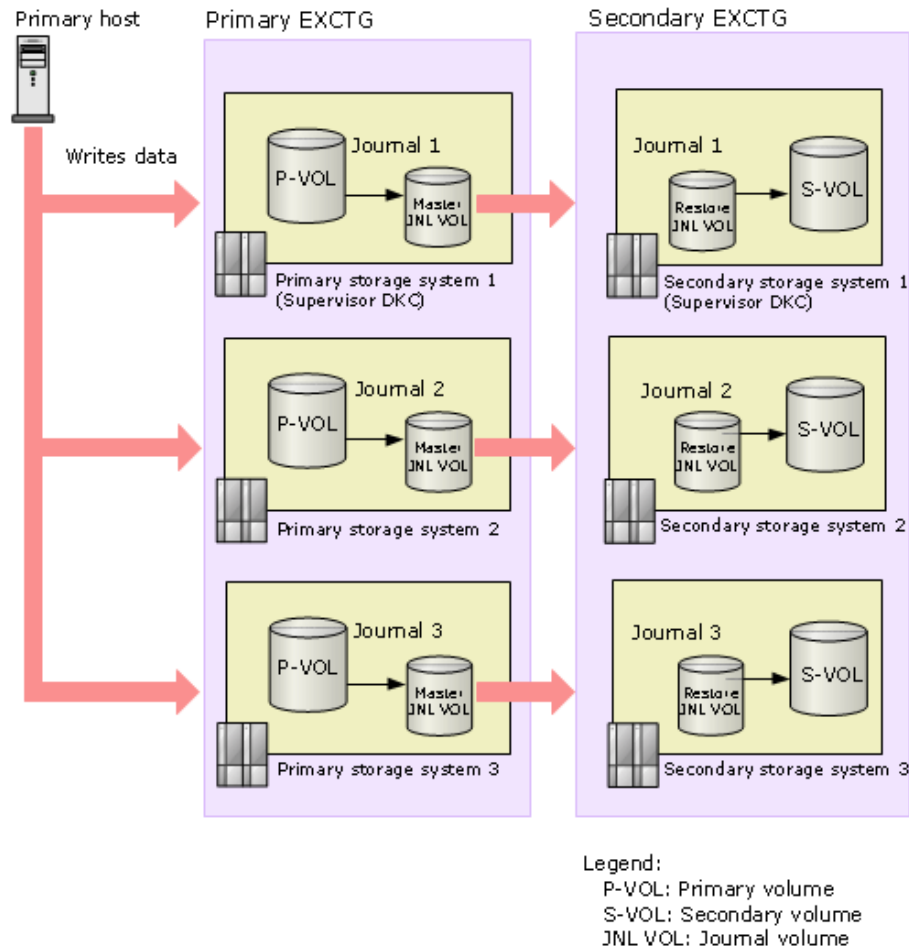 Primary host
Primary EXCTG
Secondary EXCTG
Writes data
Journal 1
P-VOL
Master
JNL VOL
Primary storage system 1
(Supervisor DKC)
Journal 1
Restore
JNL VOL
S-VOL
Secondary storage system 1
(Supervisor DKC)
Journal 2
P-VOL
Master
JNL VOL
Primary storage system 2
Journal 2
Restore
JNL VOL
S-VOL
Secondary storage system 2
Journal 3
P-VOL
Master
JNL VOL
Primary storage system 3
Journal 3
Restore
JNL VOL
S-VOL
Secondary storage system 3
Legend:
P-VOL: Primary volume
S-VOL: Secondary volume
JNL VOL: Journal volume